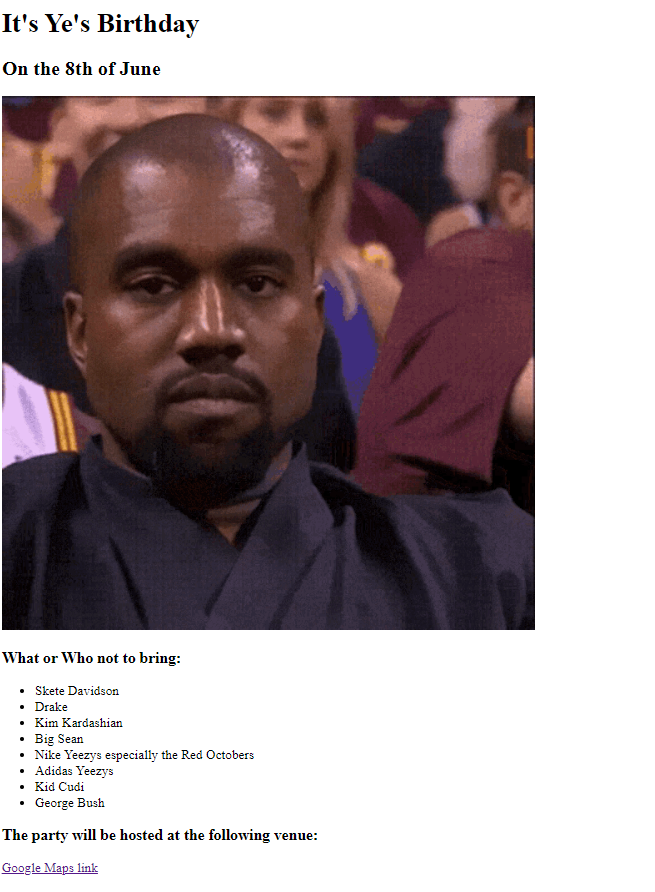 It's Ye's Birthday
On the 8th of June
What or Who not to bring:
Skete Davidson
Drake
Kim Kardashian
Big Sean
Nike Yeezys especially the Red Octobers
Adidas Yeezys
Kid Cudi
George Bush
The party will be hosted at the following venue:
Google Maps link